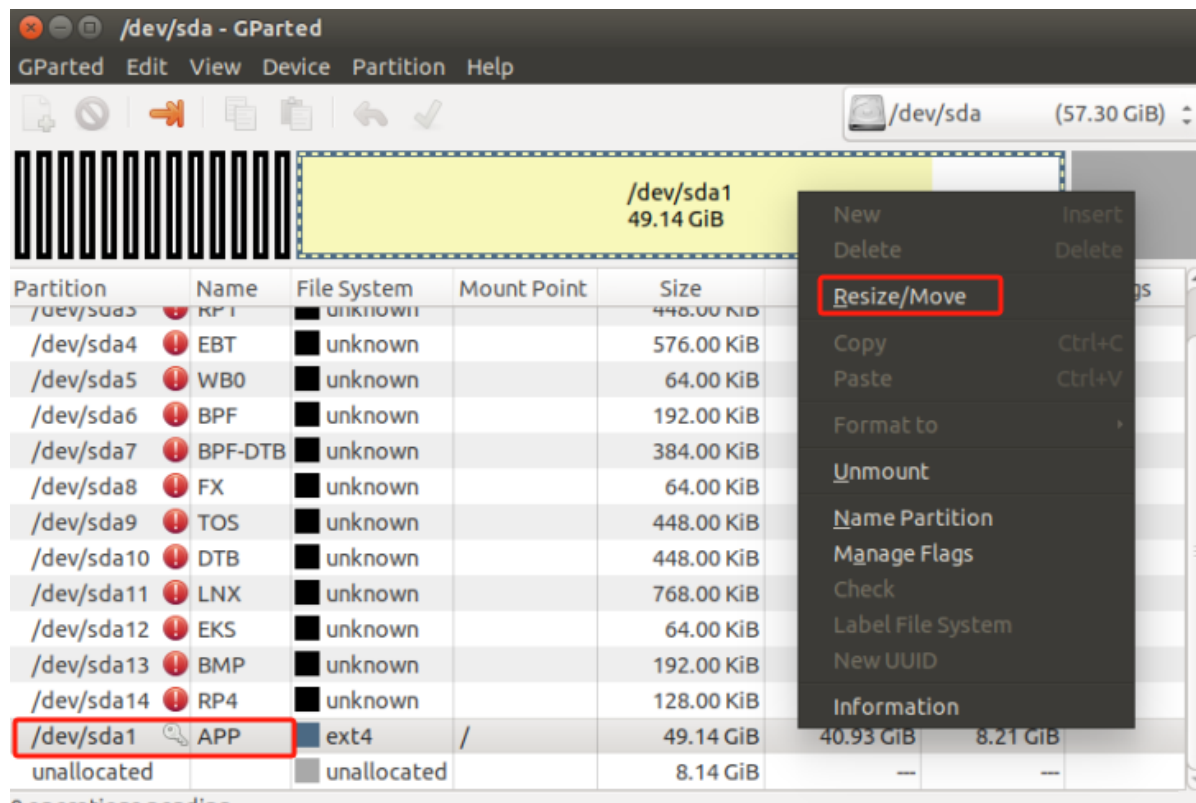 /dev/sda - GParted
GParted Edit View Device Partition Help
/dev/sda (57.30 GiB)
/dev/sda1
49.14 GiB
New Insert
Delete Delete
Resize/Move
Copy Ctrl+C
Paste Ctrl+V
Format to
Unmount
Name Partition
Manage Flags
Check
Label File System
New UUID
Information
Partition Name File System Mount Point Size
/dev/sda3 RP1 unknown 448.00 KiB
/dev/sda4 EBT unknown 576.00 KiB
/dev/sda5 WB0 unknown 64.00 KiB
/dev/sda6 BPF unknown 192.00 KiB
/dev/sda7 BPF-DTB unknown 384.00 KiB
/dev/sda8 FX unknown 64.00 KiB
/dev/sda9 TOS unknown 448.00 KiB
/dev/sda10 DTB unknown 448.00 KiB
/dev/sda11 LNX unknown 768.00 KiB
/dev/sda12 EKS unknown 64.00 KiB
/dev/sda13 BMP unknown 192.00 KiB
/dev/sda14 RP4 unknown 128.00 KiB
/dev/sda1 APP ext4 / 49.14 GiB 40.93 GiB 8.21 GiB
unallocated unallocated 8.14 GiB --- ---